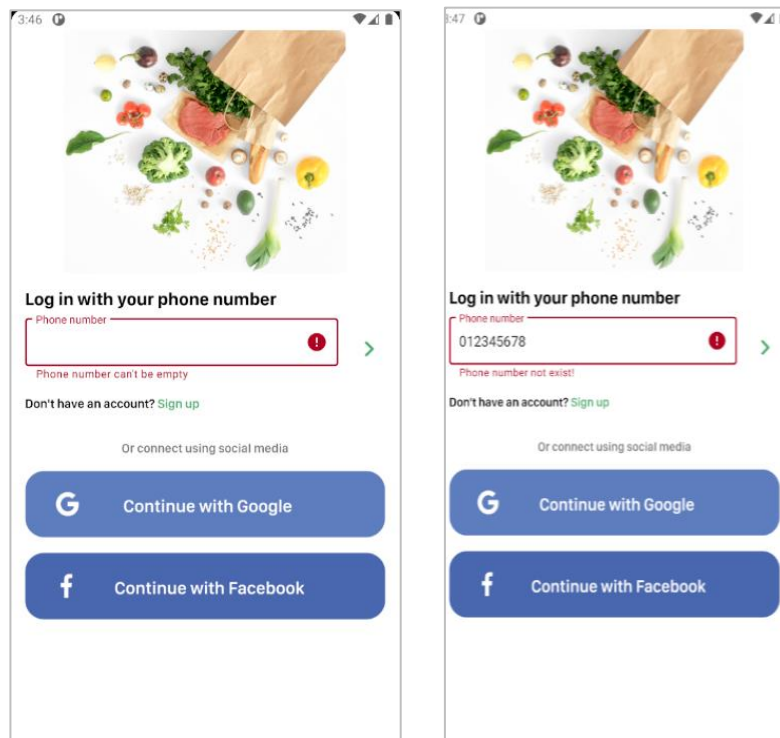 3:46
Log in with your phone number
Phone number
Phone number can't be empty
Don't have an account? Sign up
Or connect using social media
G Continue with Google
f Continue with Facebook
:47
Log in with your phone number
Phone number
012345678
Phone number not exist!
Don't have an account? Sign up
Or connect using social media
G Continue with Google
f Continue with Facebook